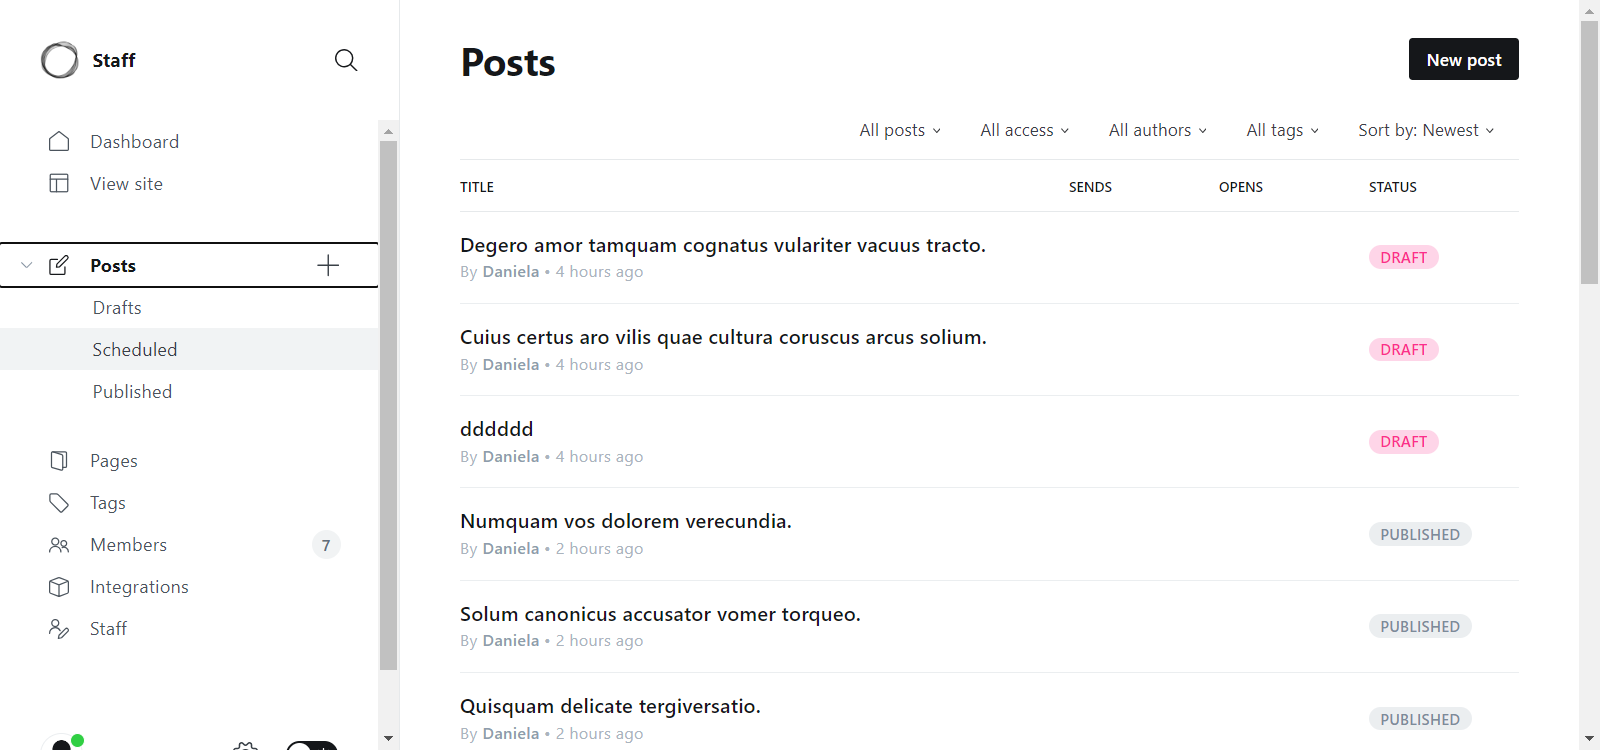 Staff
Dashboard
View site
Posts
Drafts
Scheduled
Published
Pages
Tags
Members 7
Integrations
Staff
Posts
New post
All posts All access All authors All tags Sort by: Newest
TITLE SENDS OPENS STATUS
Degero amor tamquam cognatus vulariter vacuus tracto.
By Daniela • 4 hours ago
DRAFT
Cuius certus aro vilis quae cultura coruscus arcus solium.
By Daniela • 4 hours ago
DRAFT
dddddd
By Daniela • 4 hours ago
DRAFT
Numquam vos dolorem verecundia.
By Daniela • 2 hours ago
PUBLISHED
Solum canonicus accusator vomer torqueo.
By Daniela • 2 hours ago
PUBLISHED
Quisquam delicate tergiversatio.
By Daniela • 2 hours ago
PUBLISHED